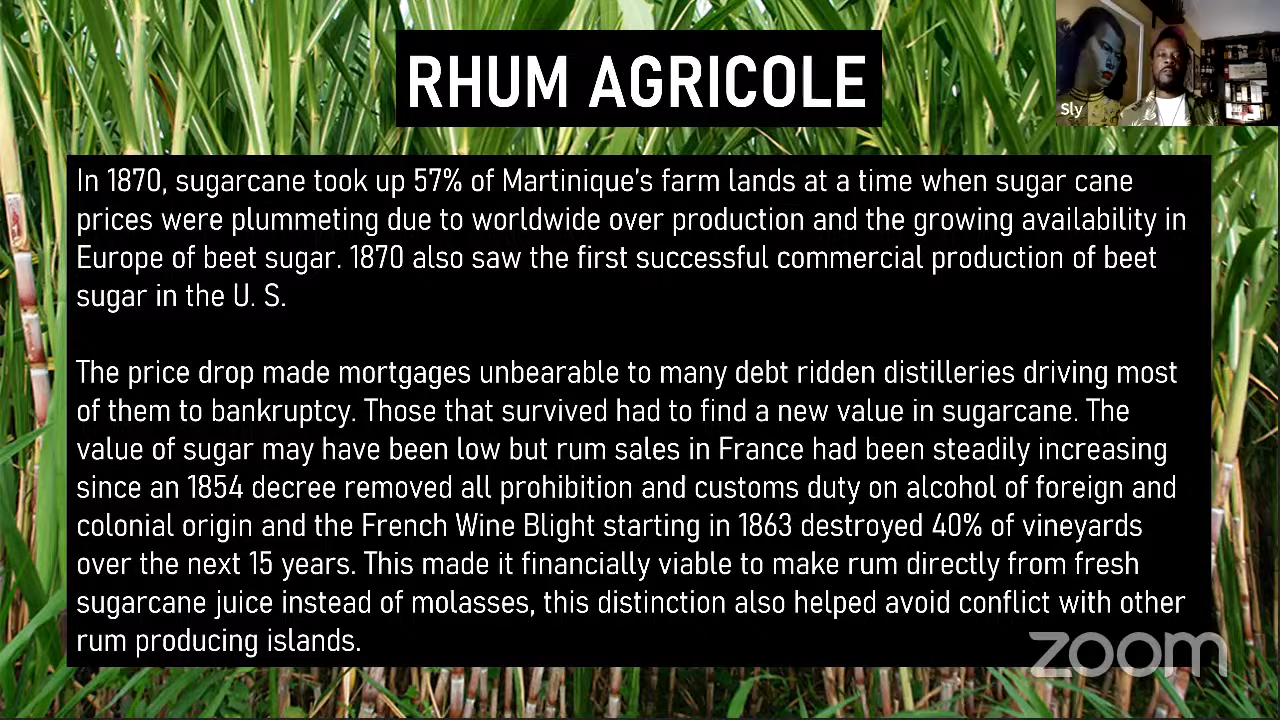 RHUM AGRICOLE
Sly
In 1870, sugarcane took up 57% of Martinique's farm lands at a time when sugar cane
prices were plummeting due to worldwide over production and the growing availability in
Europe of beet sugar. 1870 also saw the first successful commercial production of beet
sugar in the U. S.
The price drop made mortgages unbearable to many debt ridden distilleries driving most
of them to bankruptcy. Those that survived had to find a new value in sugarcane. The
value of sugar may have been low but rum sales in France had been steadily increasing
since an 1854 decree removed all prohibition and customs duty on alcohol of foreign and
colonial origin and the French Wine Blight starting in 1863 destroyed 40% of vineyards
over the next 15 years. This made it financially viable to make rum directly from fresh
sugarcane juice instead of molasses, this distinction also helped avoid conflict with other
rum producing islands.
zoom